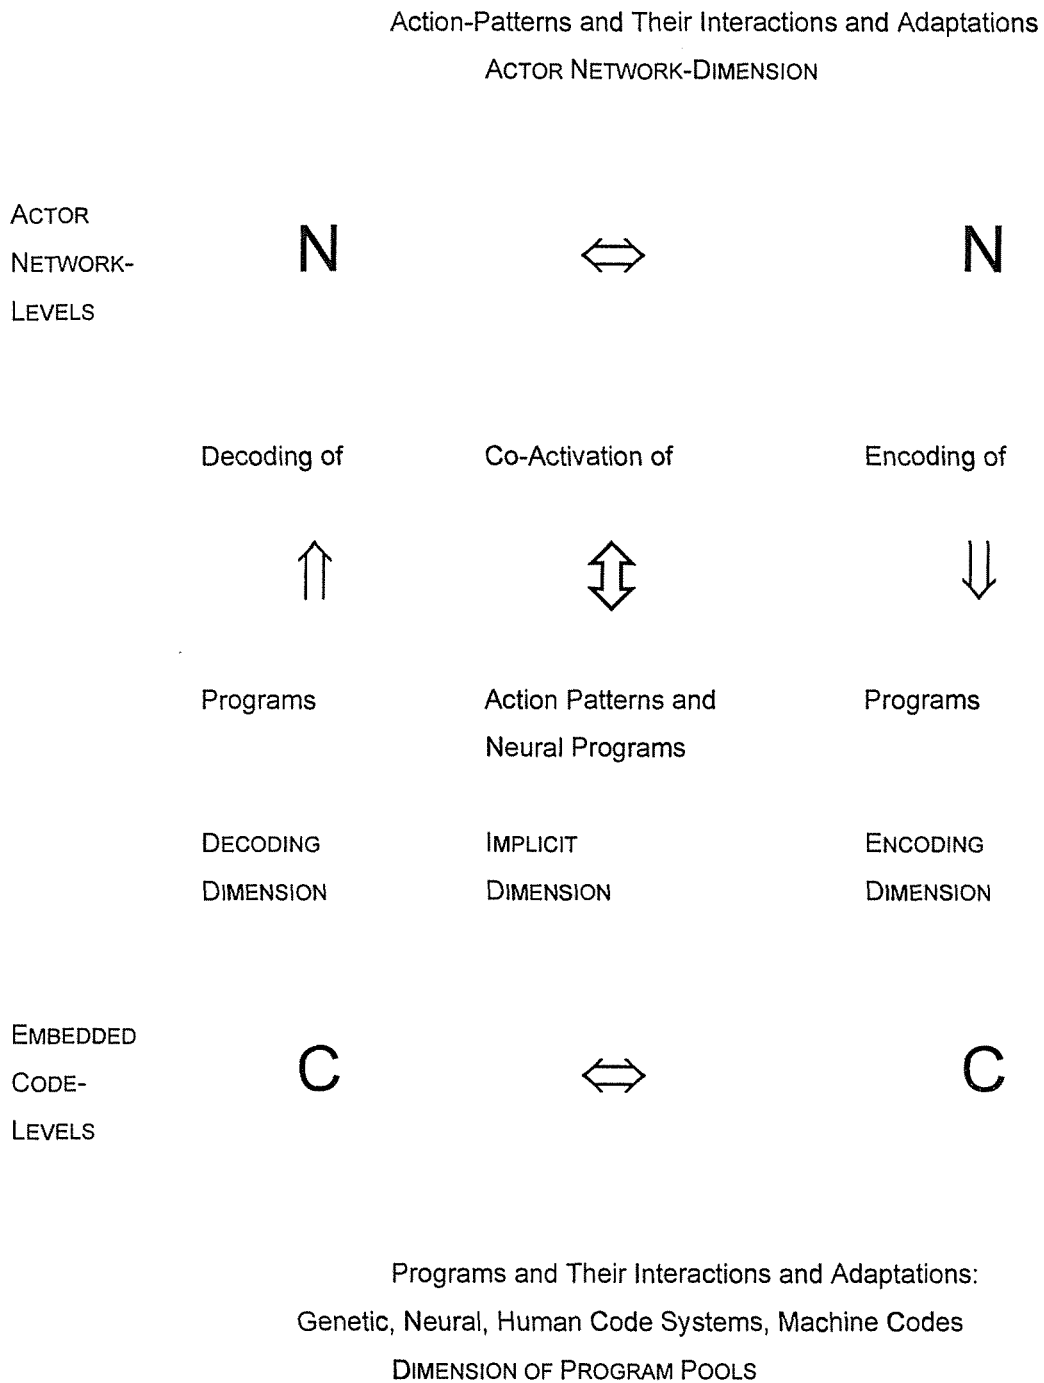 Action-Patterns and Their Interactions and Adaptations
ACTOR NETWORK-DIMENSION
ACTOR
NETWORK-
LEVELS
N ⇔ N
Decoding of Co-Activation of Encoding of
⇑ ⇕ ⇓
Programs Action Patterns and Programs
Neural Programs
DECODING IMPLICIT ENCODING
DIMENSION DIMENSION DIMENSION
EMBEDDED
CODE-
LEVELS
C ⇔ C
Programs and Their Interactions and Adaptations:
Genetic, Neural, Human Code Systems, Machine Codes
DIMENSION OF PROGRAM POOLS